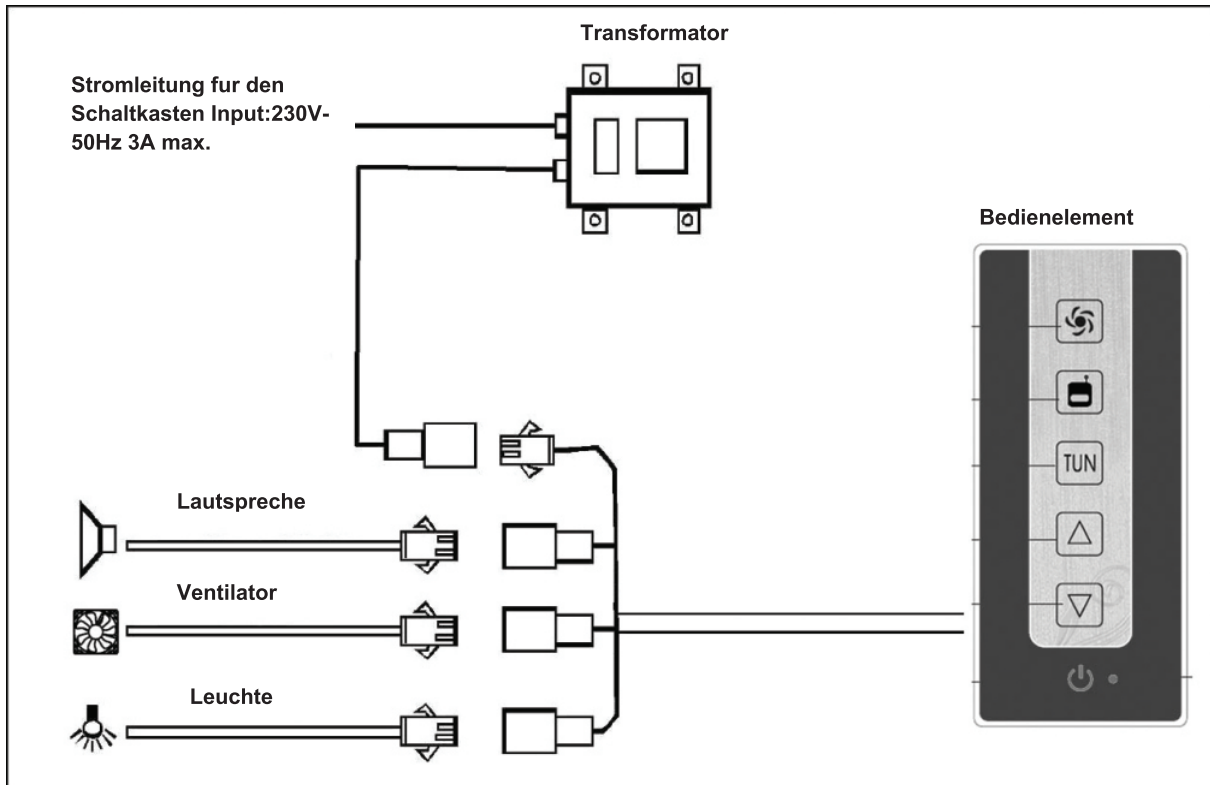 Transformator
Stromleitung fur den
Schaltkasten Input:230V-
50Hz 3A max.
Bedienelement
TUN
Lautspreche
Ventilator
Leuchte